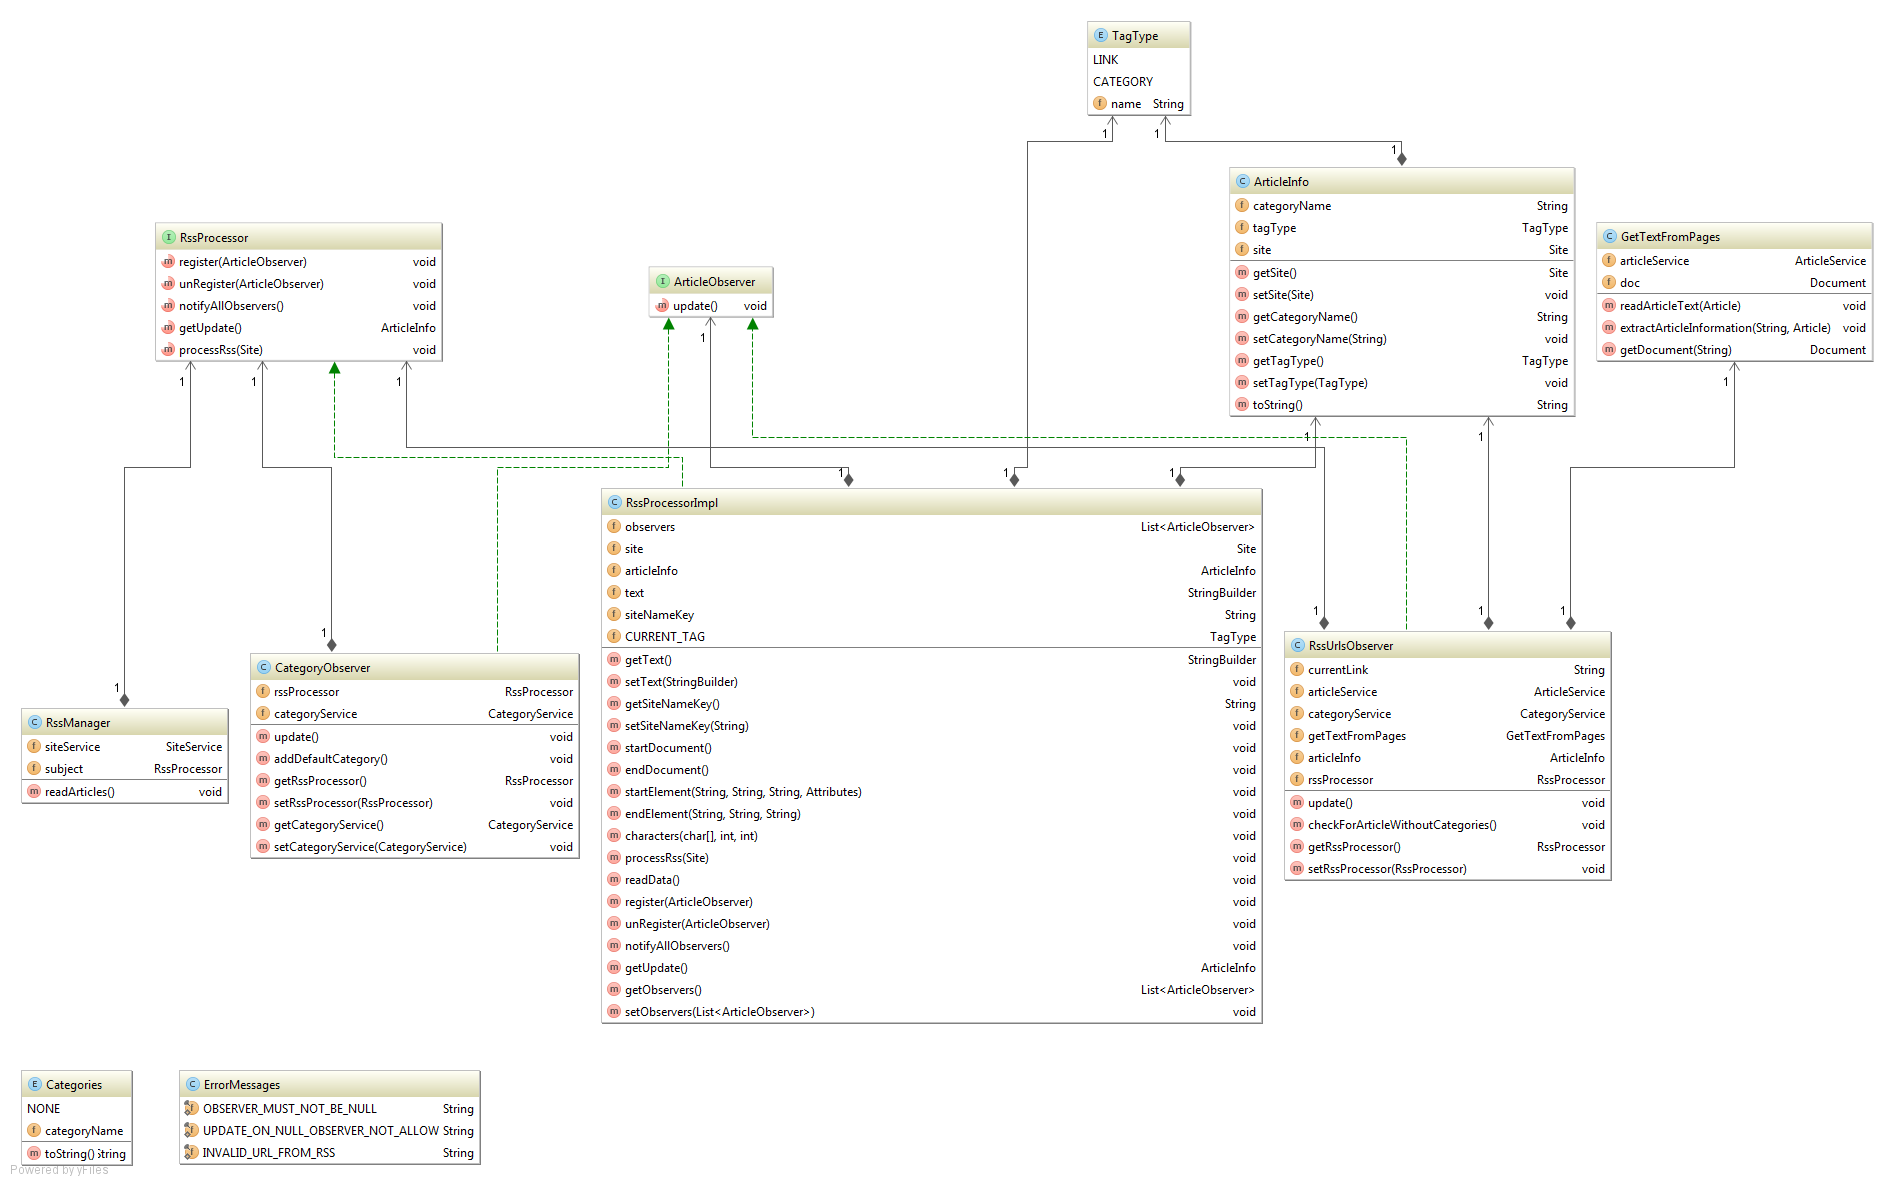 TagType
LINK
CATEGORY
name String
1 1
1
ArticleInfo
categoryName String
tagType TagType
site Site
getSite() Site
setSite(Site) void
getCategoryName() String
setCategoryName(String) void
getTagType() TagType
setTagType(TagType) void
toString() String
1 1
RssProcessor
register(ArticleObserver) void
unRegister(ArticleObserver) void
notifyAllObservers() void
getUpdate() ArticleInfo
processRss(Site) void
1 1 1
ArticleObserver
update() void
1
GetTextFromPages
articleService ArticleService
doc Document
readArticleText(Article) void
extractArticleInformation(String, Article) void
getDocument(String) Document
1
1 1 1
RssProcessorImpl
observers List<ArticleObserver>
site Site
articleInfo ArticleInfo
text StringBuilder
siteNameKey String
CURRENT_TAG TagType
getText() StringBuilder
setText(StringBuilder) void
getSiteNameKey() String
setSiteNameKey(String) void
startDocument() void
endDocument() void
startElement(String, String, String, Attributes) void
endElement(String, String, String) void
characters(char[], int, int) void
processRss(Site) void
readData() void
register(ArticleObserver) void
unRegister(ArticleObserver) void
notifyAllObservers() void
getUpdate() ArticleInfo
getObservers() List<ArticleObserver>
setObservers(List<ArticleObserver>) void
1
CategoryObserver
rssProcessor RssProcessor
categoryService CategoryService
update() void
addDefaultCategory() void
getRssProcessor() RssProcessor
setRssProcessor(RssProcessor) void
getCategoryService() CategoryService
setCategoryService(CategoryService) void
1
RssManager
siteService SiteService
subject RssProcessor
readArticles() void
1 1 1
RssUrlsObserver
currentLink String
articleService ArticleService
categoryService CategoryService
getTextFromPages GetTextFromPages
articleInfo ArticleInfo
rssProcessor RssProcessor
update() void
checkForArticleWithoutCategories() void
getRssProcessor() RssProcessor
setRssProcessor(RssProcessor) void
Categories
NONE
categoryName
toString() String
ErrorMessages
OBSERVER_MUST_NOT_BE_NULL String
UPDATE_ON_NULL_OBSERVER_NOT_ALLOW String
INVALID_URL_FROM_RSS String
Powered by yFiles